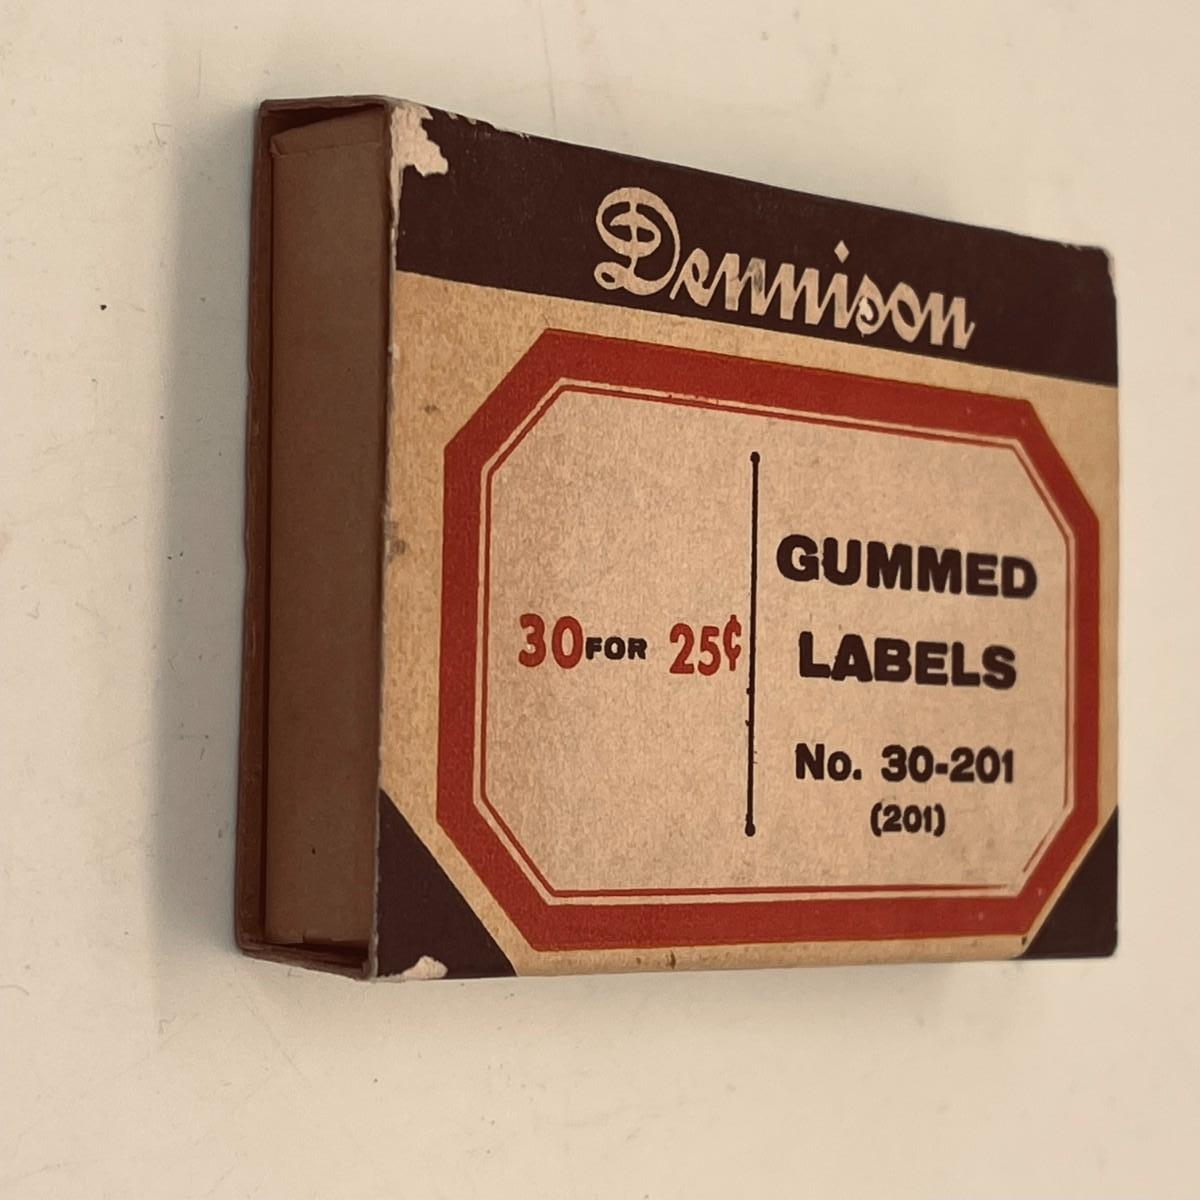 Dennison
30 FOR 25¢
GUMMED
LABELS
No. 30-201
(201)